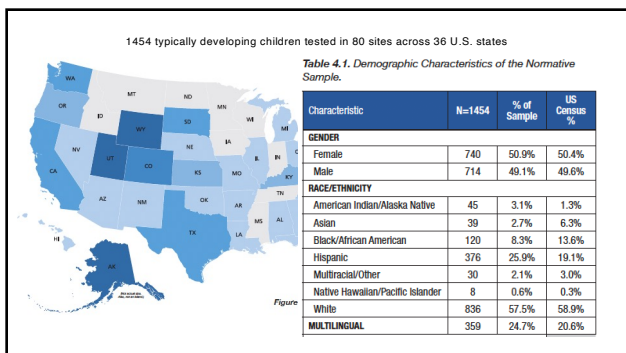 1454 typically developing children tested in 80 sites across 36 U.S. states
Table 4.1. Demographic Characteristics of the Normative
Sample.
Characteristic N=1454 % of Sample US Census %
GENDER
Female 740 50.9% 50.4%
Male 714 49.1% 49.6%
RACE/ETHNICITY
American Indian/Alaska Native 45 3.1% 1.3%
Asian 39 2.7% 6.3%
Black/African American 120 8.3% 13.6%
Hispanic 376 25.9% 19.1%
Multiracial/Other 30 2.1% 3.0%
Native Hawaiian/Pacific Islander 8 0.6% 0.3%
White 836 57.5% 58.9%
MULTILINGUAL 359 24.7% 20.6%
WA
MT
ND
OR
MN
ID
WI
SD
WY
MI
IA
NE
NV
UT
IL
IN
CO
KS
MO
KY
CA
TN
OK
AZ
NM
AR
MS
AL
TX
LA
HI
AK
Figure